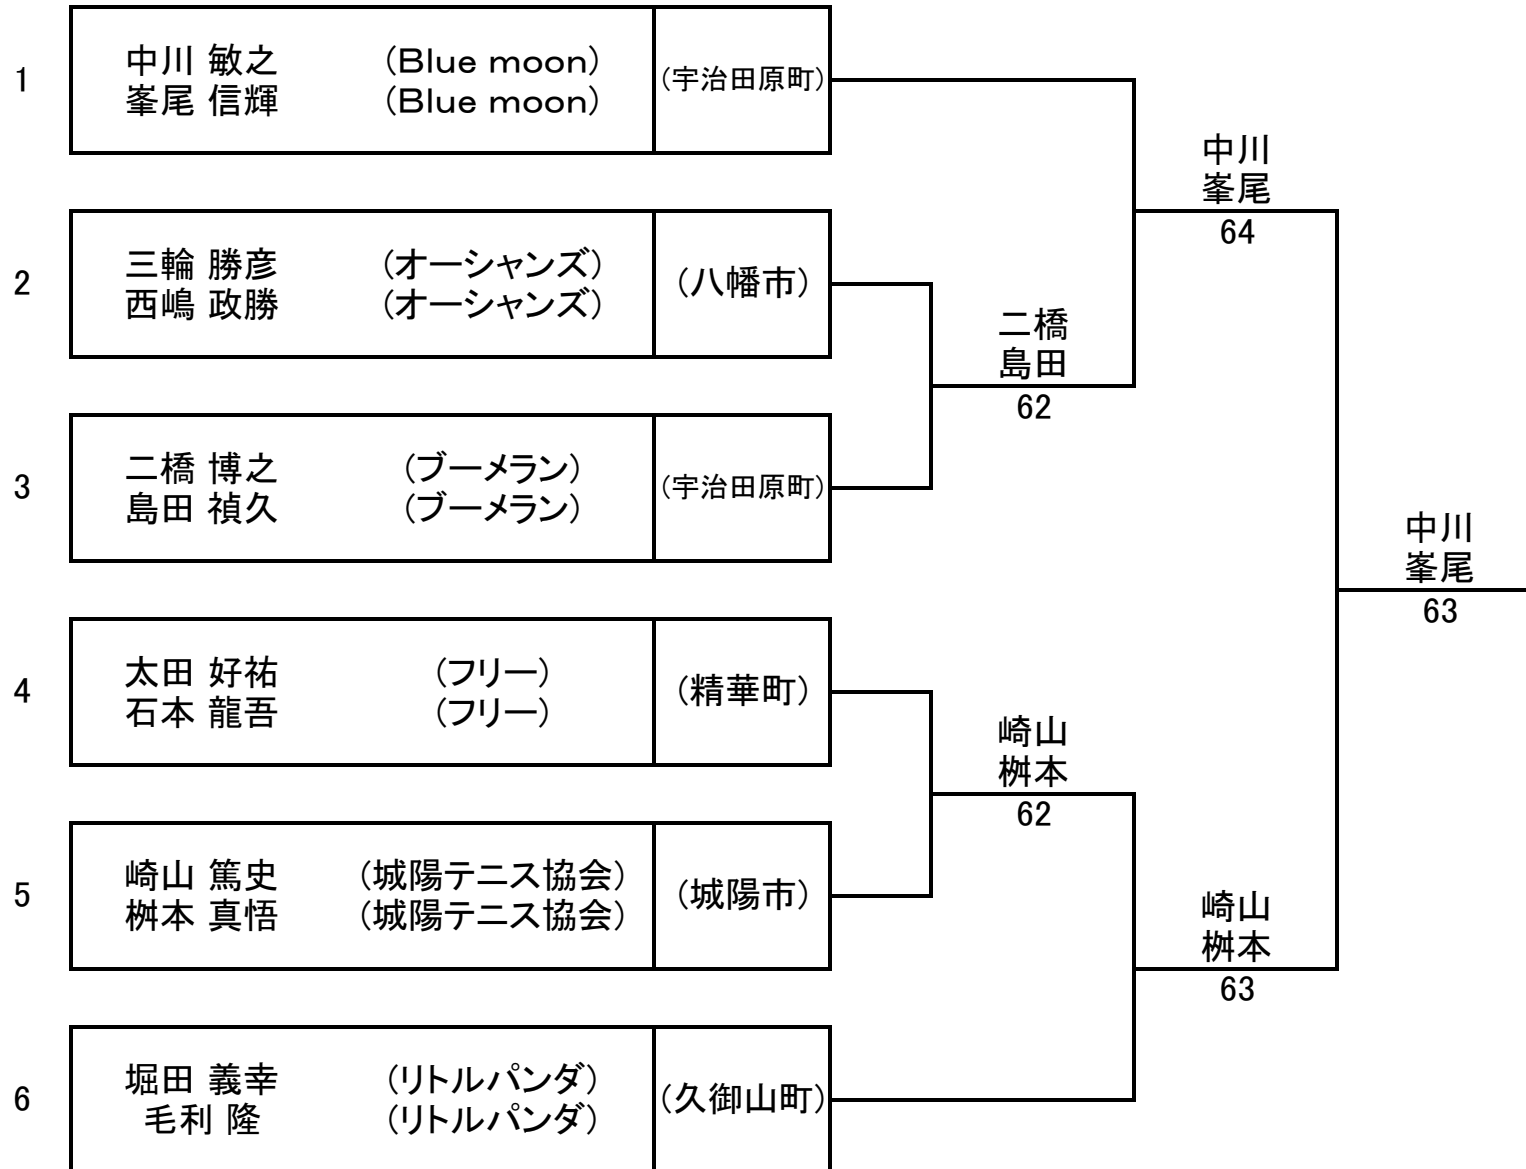 1
中川 敏之 (Blue moon)
峯尾 信輝 (Blue moon)
(宇治田原町)
中川
峯尾
64
2
三輪 勝彦 (オーシャンズ)
西嶋 政勝 (オーシャンズ)
(八幡市)
二橋
島田
62
3
二橋 博之 (ブーメラン)
島田 禎久 (ブーメラン)
(宇治田原町)
中川
峯尾
63
4
太田 好祐 (フリー)
石本 龍吾 (フリー)
(精華町)
崎山
桝本
62
5
崎山 篤史 (城陽テニス協会)
桝本 真悟 (城陽テニス協会)
(城陽市)
崎山
桝本
63
6
堀田 義幸 (リトルパンダ)
毛利 隆 (リトルパンダ)
(久御山町)